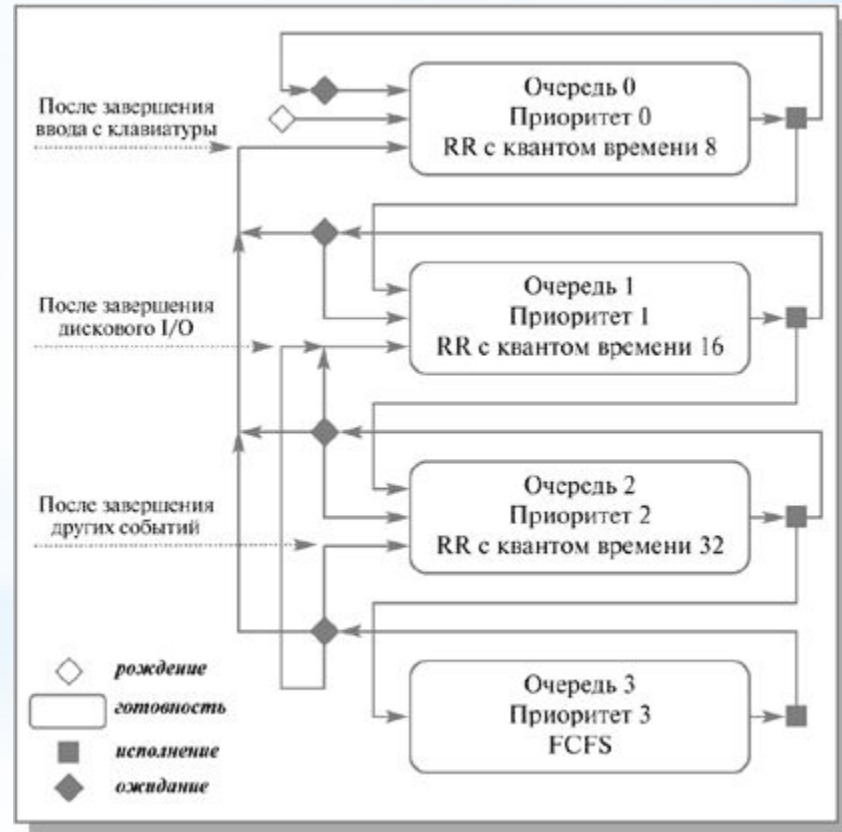 После завершения
ввода с клавиатуры
Очередь 0
Приоритет 0
RR с квантом времени 8
После завершения
дискового I/O
Очередь 1
Приоритет 1
RR с квантом времени 16
После завершения
других событий
Очередь 2
Приоритет 2
RR с квантом времени 32
Очередь 3
Приоритет 3
FCFS
рождение
готовность
исполнение
ожидание